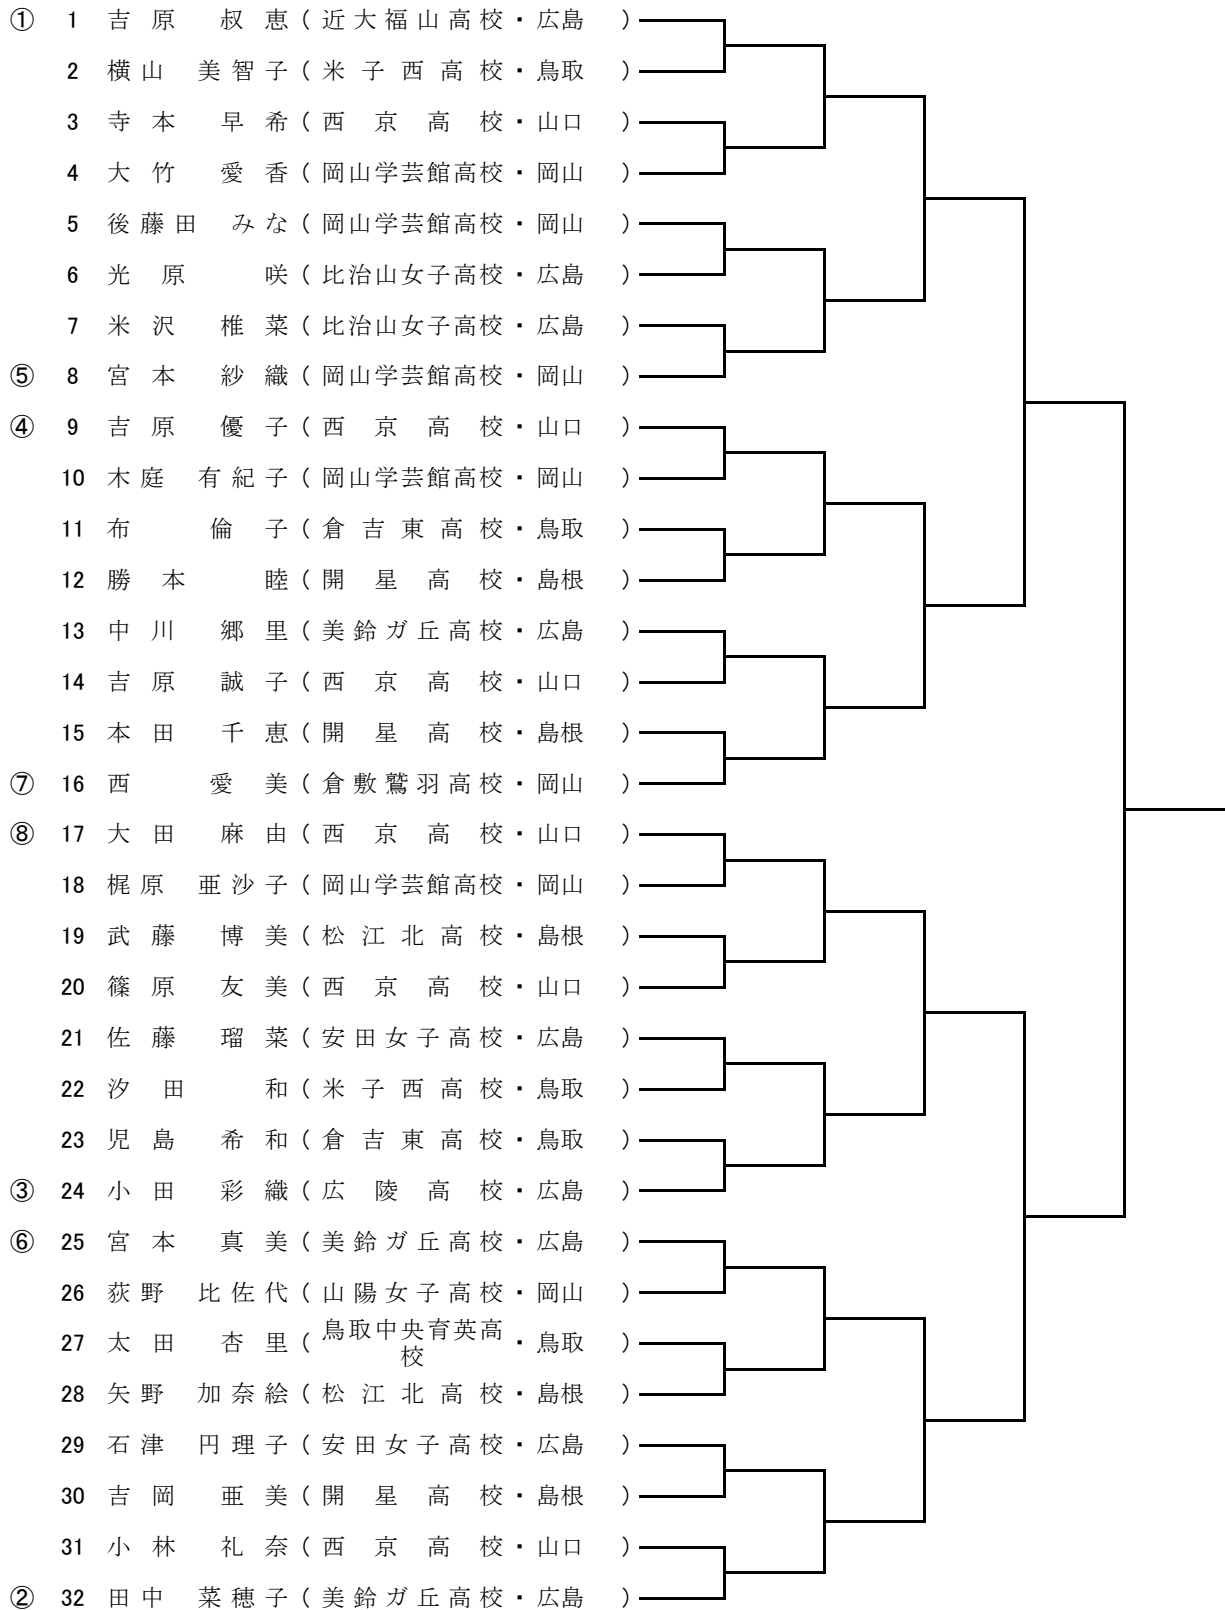 ① 1 吉原 叔恵(近大福山高校・広島)
2 横山 美智子(米子西高校・鳥取)
3 寺本 早希(西京高校・山口)
4 大竹 愛香(岡山学芸館高校・岡山)
5 後藤田 みな(岡山学芸館高校・岡山)
6 光原 咲(比治山女子高校・広島)
7 米沢 椎菜(比治山女子高校・広島)
⑤ 8 宮本 紗織(岡山学芸館高校・岡山)
④ 9 吉原 優子(西京高校・山口)
10 木庭 有紀子(岡山学芸館高校・岡山)
11 布 倫子(倉吉東高校・鳥取)
12 勝本 睦(開星高校・島根)
13 中川 郷里(美鈴ガ丘高校・広島)
14 吉原 誠子(西京高校・山口)
15 本田 千恵(開星高校・島根)
⑦ 16 西 愛美(倉敷鷲羽高校・岡山)
⑧ 17 大田 麻由(西京高校・山口)
18 梶原 亜沙子(岡山学芸館高校・岡山)
19 武藤 博美(松江北高校・島根)
20 篠原 友美(西京高校・山口)
21 佐藤 瑠菜(安田女子高校・広島)
22 汐田 和(米子西高校・鳥取)
23 児島 希和(倉吉東高校・鳥取)
③ 24 小田 彩織(広陵高校・広島)
⑥ 25 宮本 真美(美鈴ガ丘高校・広島)
26 荻野 比佐代(山陽女子高校・岡山)
27 太田 杏里(鳥取中央育英高校・鳥取)
28 矢野 加奈絵(松江北高校・島根)
29 石津 円理子(安田女子高校・広島)
30 吉岡 亜美(開星高校・島根)
31 小林 礼奈(西京高校・山口)
② 32 田中 菜穂子(美鈴ガ丘高校・広島)